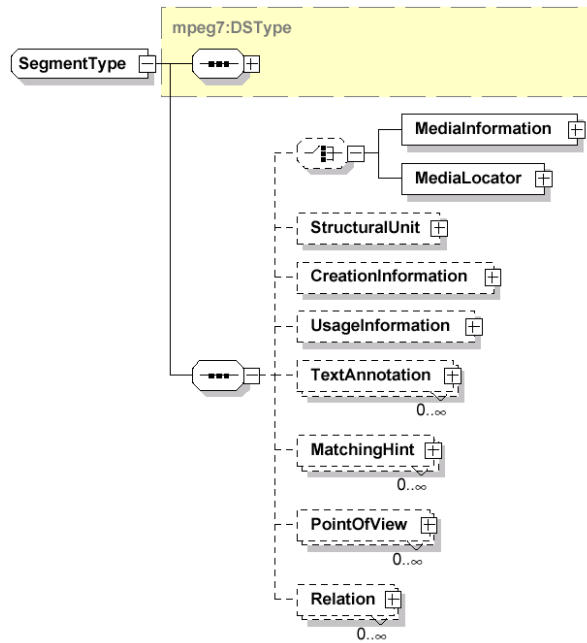 mpeg7:DSType
SegmentType
MediaInformation
MediaLocator
StructuralUnit
CreationInformation
UsageInformation
TextAnnotation
0..∞
MatchingHint
0..∞
PointOfView
0..∞
Relation
0..∞